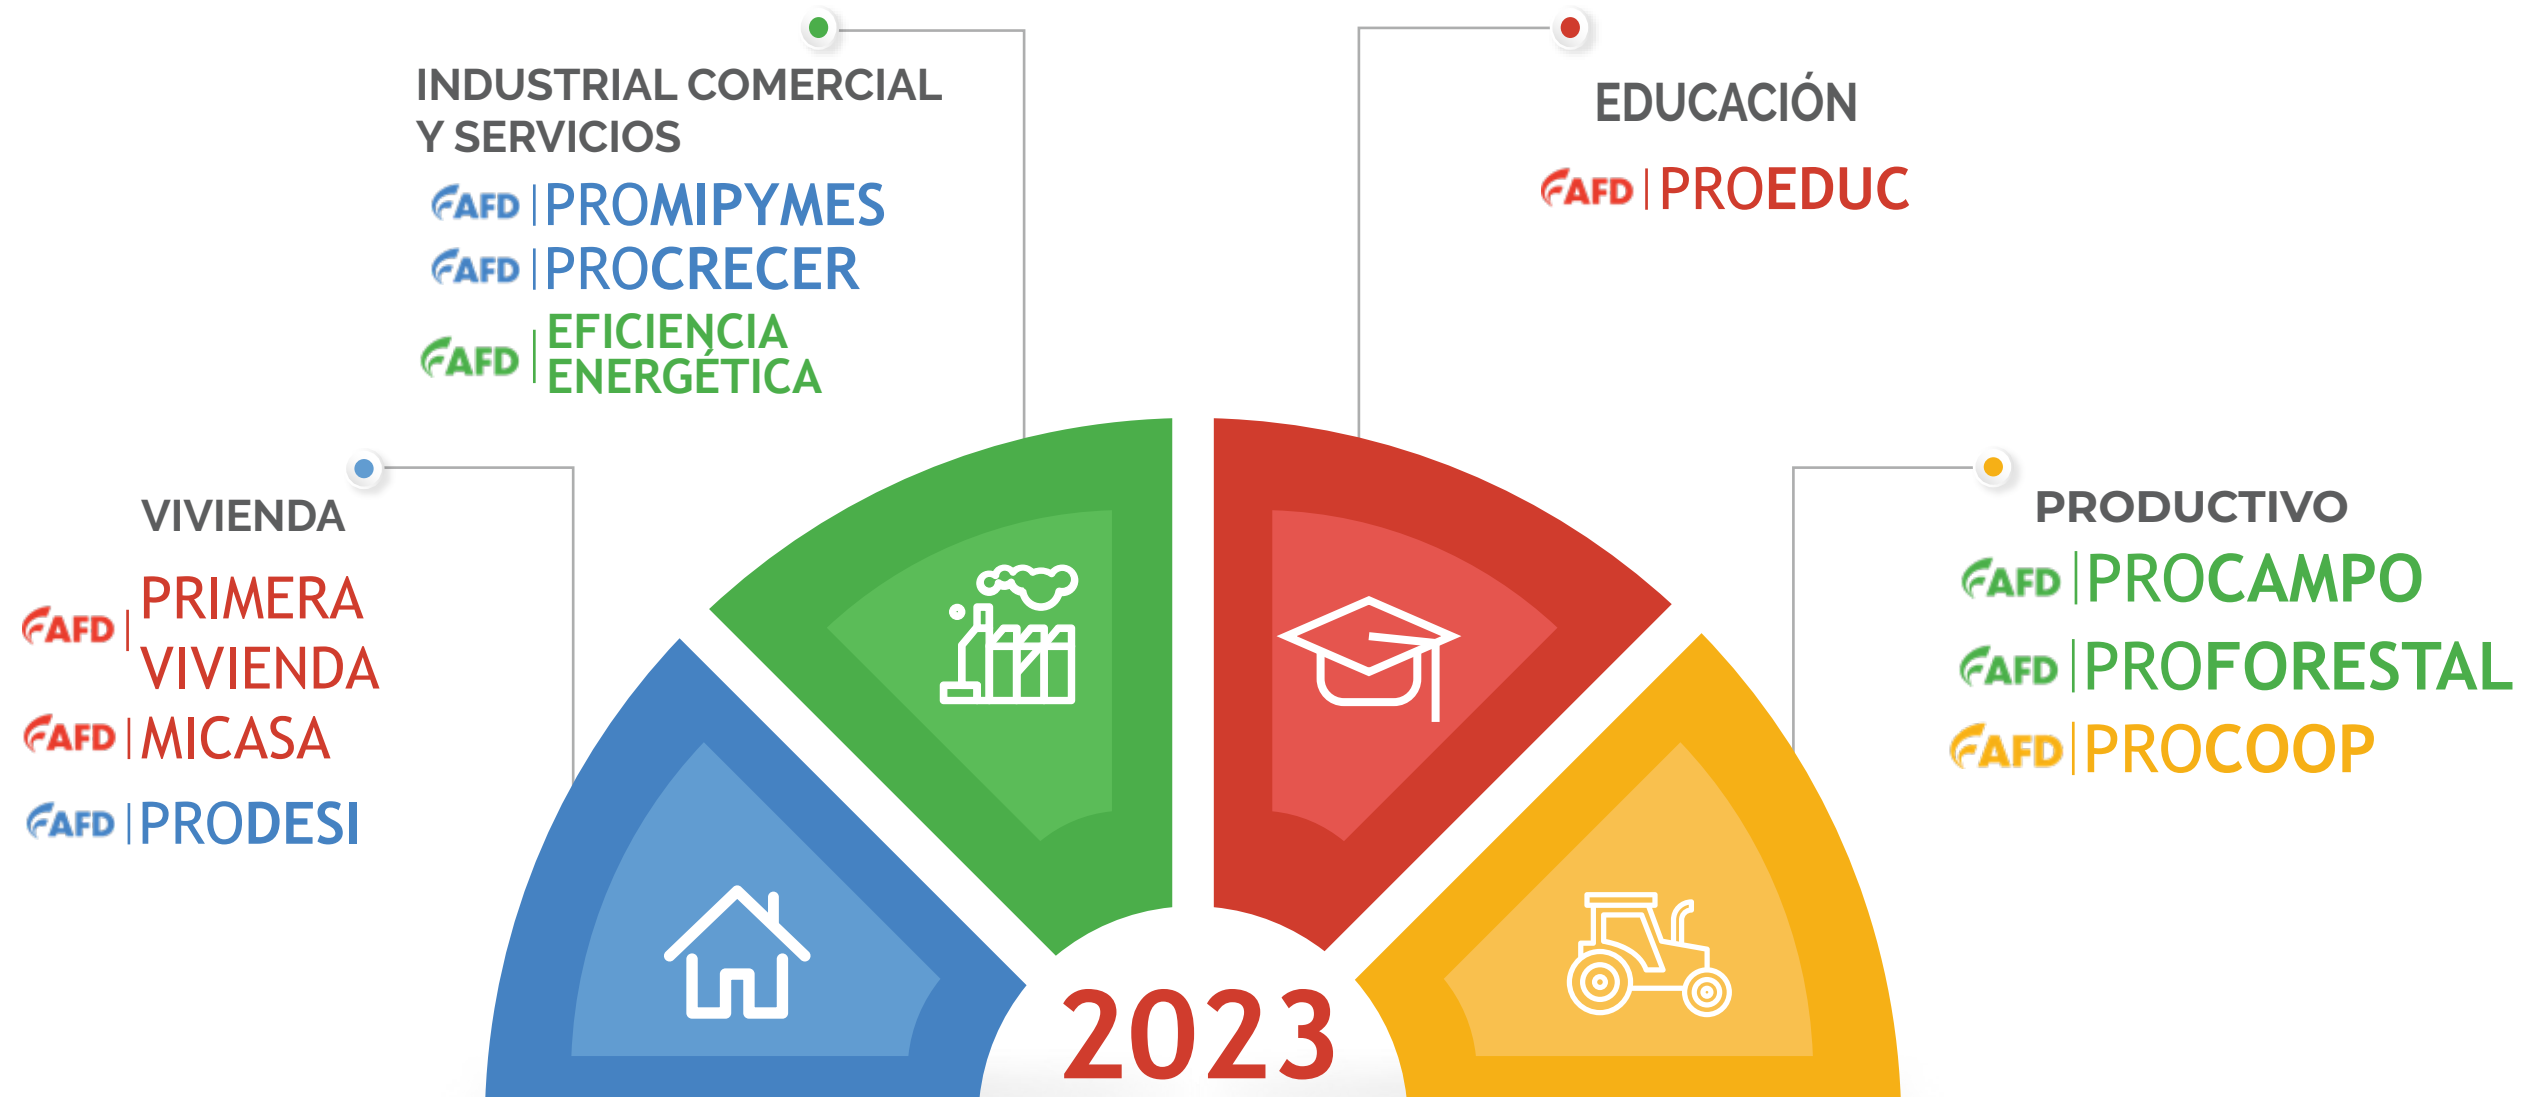 INDUSTRIAL COMERCIAL
Y SERVICIOS
AFD | PROMIPYMES
AFD | PROCRECER
AFD | EFICIENCIA
ENERGÉTICA
EDUCACIÓN
AFD | PROEDUC
VIVIENDA
AFD | PRIMERA
VIVIENDA
AFD | MICASA
AFD | PRODESI
PRODUCTIVO
AFD | PROCAMPO
AFD | PROFORESTAL
AFD | PROCOOP
2023